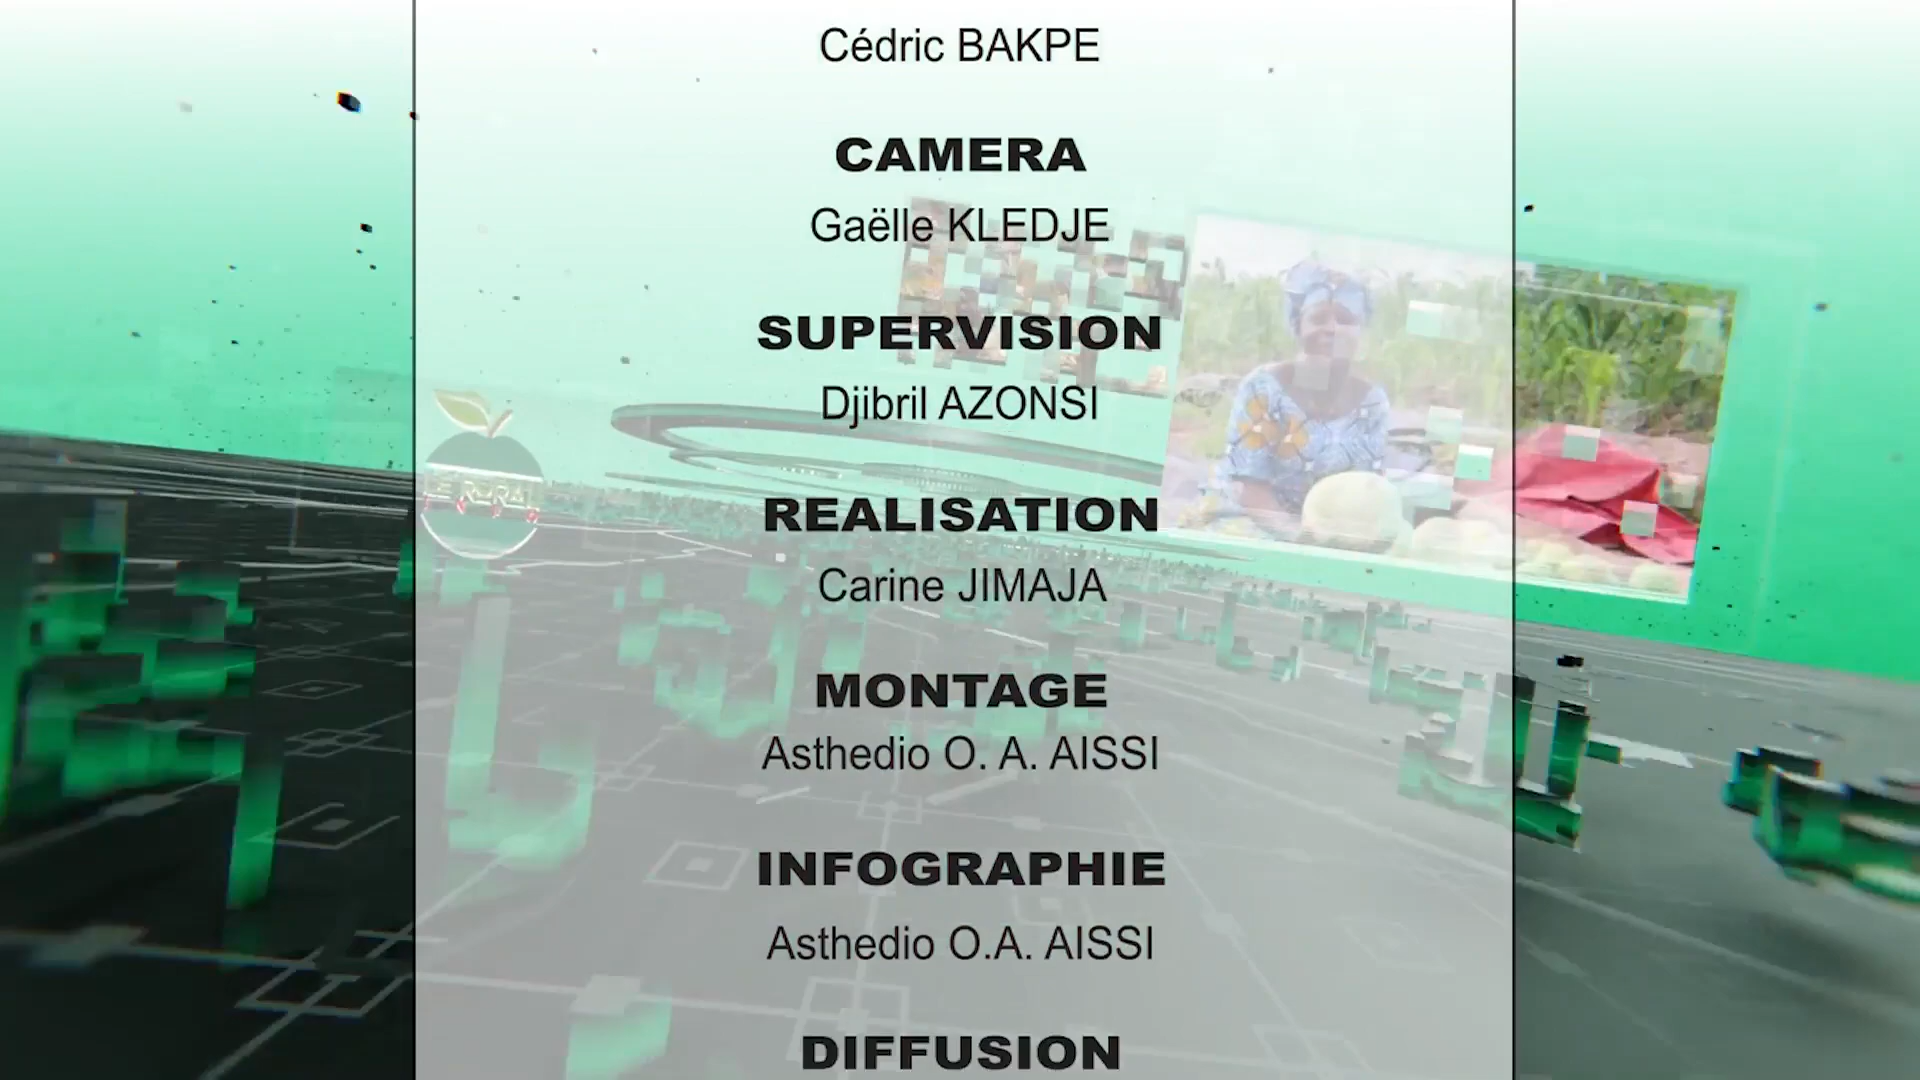 Cédric BAKPE
CAMERA
Gaëlle KLEDJE
SUPERVISION
Djibril AZONSI
REALISATION
Carine JIMAJA
MONTAGE
Asthedio O. A. AISSI
INFOGRAPHIE
Asthedio O.A. AISSI
DIFFUSION